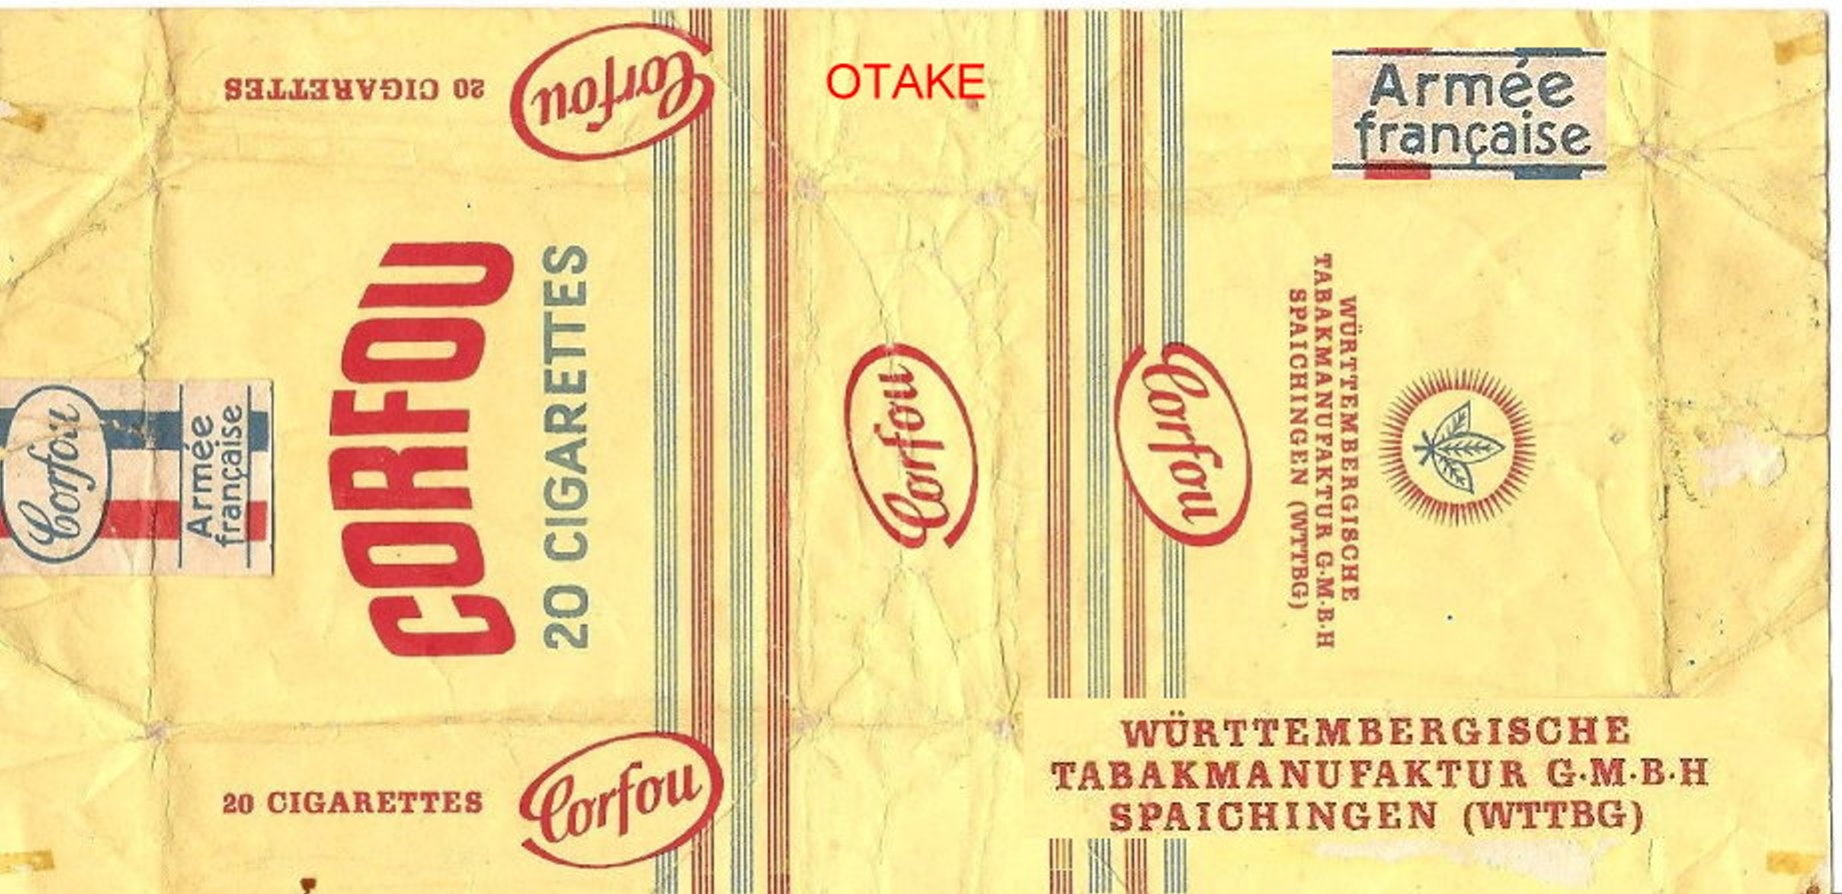 20 CIGARETTES
Corfou
OTAKE
Armée
française
CORFOU
20 CIGARETTES
Corfou
Armée
française
Corfou
Corfou
WÜRTTEMBERGISCHE
TABAKMANUFAKTUR G·M·B·H
SPAICHINGEN (WTTBG)
20 CIGARETTES
Corfou
WÜRTTEMBERGISCHE
TABAKMANUFAKTUR G·M·B·H
SPAICHINGEN (WTTBG)